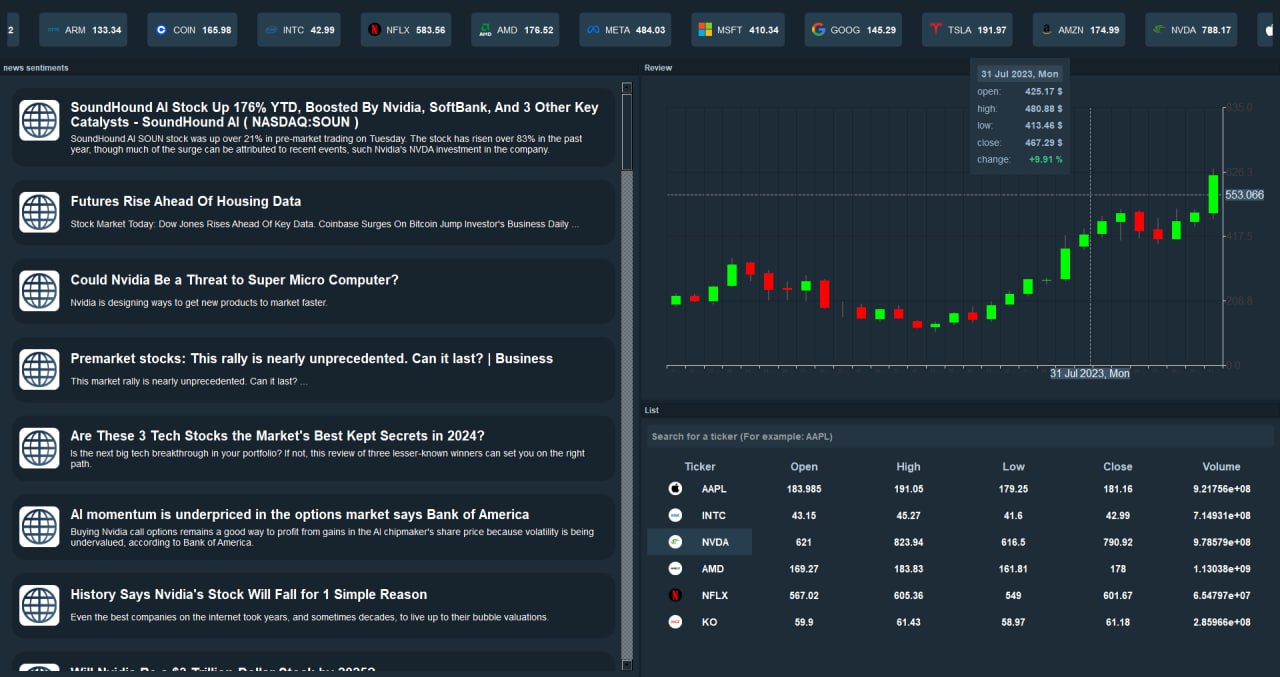 2
ARM 133.34
COIN 165.98
INTC 42.99
NFLX 583.56
AMD 176.52
META 484.03
MSFT 410.34
GOOG 145.29
TSLA 191.97
AMZN 174.99
NVDA 788.17
news sentiments
SoundHound AI Stock Up 176% YTD, Boosted By Nvidia, SoftBank, And 3 Other Key
Catalysts - SoundHound AI ( NASDAQ:SOUN )
SoundHound AI SOUN stock was up over 21% in pre-market trading on Tuesday. The stock has risen over 83% in the past
year, though much of the surge can be attributed to recent events, such Nvidia's NVDA investment in the company.
Futures Rise Ahead Of Housing Data
Stock Market Today: Dow Jones Rises Ahead Of Key Data. Coinbase Surges On Bitcoin Jump Investor's Business Daily ...
Could Nvidia Be a Threat to Super Micro Computer?
Nvidia is designing ways to get new products to market faster.
Premarket stocks: This rally is nearly unprecedented. Can it last? | Business
This market rally is nearly unprecedented. Can it last? ...
Are These 3 Tech Stocks the Market's Best Kept Secrets in 2024?
Is the next big tech breakthrough in your portfolio? If not, this review of three lesser-known winners can set you on the right
path.
AI momentum is underpriced in the options market says Bank of America
Buying Nvidia call options remains a good way to profit from gains in the AI chipmaker's share price because volatility is being
undervalued, according to Bank of America.
History Says Nvidia's Stock Will Fall for 1 Simple Reason
Even the best companies on the internet took years, and sometimes decades, to live up to their bubble valuations.
Review
31 Jul 2023, Mon
open: 425.17 $
high: 480.88 $
low: 413.46 $
close: 467.29 $
change: +9.91 %
553.066
417.5
208.8
0.0
31 Jul 2023, Mon
List
Search for a ticker (For example: AAPL)
Ticker Open High Low Close Volume
AAPL 183.985 191.05 179.25 181.16 9.21756e+08
INTC 43.15 45.27 41.6 42.99 7.14931e+08
NVDA 621 823.94 616.5 790.92 9.78579e+08
AMD 169.27 183.83 161.81 178 1.13038e+09
NFLX 567.02 605.36 549 601.67 6.54797e+07
KO 59.9 61.43 58.97 61.18 2.85966e+08